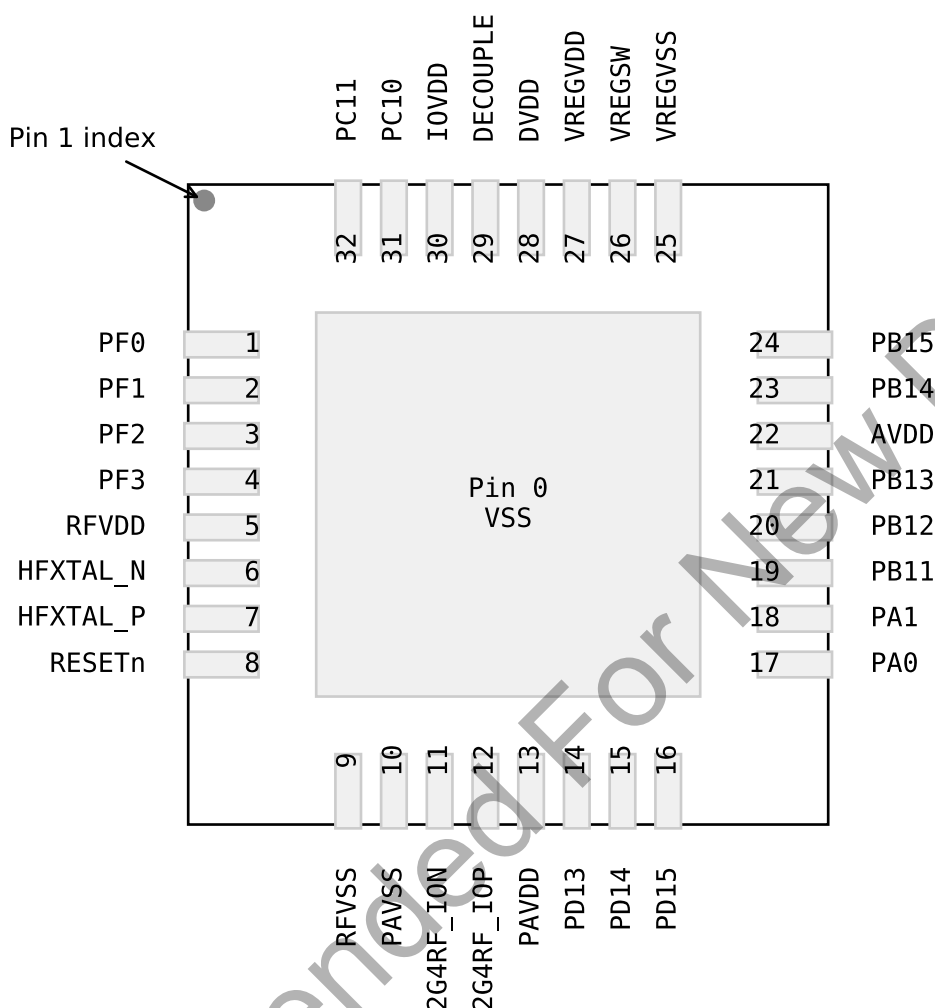 PC11
PC10
IOVDD
DECOUPLE
DVDD
VREGVDD
VREGSW
VREGVSS
Pin 1 index
32
31
30
29
28
27
26
25
PF0 1
24 PB15
PF1 2
23 PB14
PF2 3
22 AVDD
PF3 4
21 PB13
RFVDD 5
20 PB12
HFXTAL_N 6
19 PB11
HFXTAL_P 7
18 PA1
RESETn 8
17 PA0
Pin 0
VSS
9
10
11
12
13
14
15
16
RFVSS
PAVSS
2G4RF_ION
2G4RF_IOP
PAVDD
PD13
PD14
PD15
ended For New